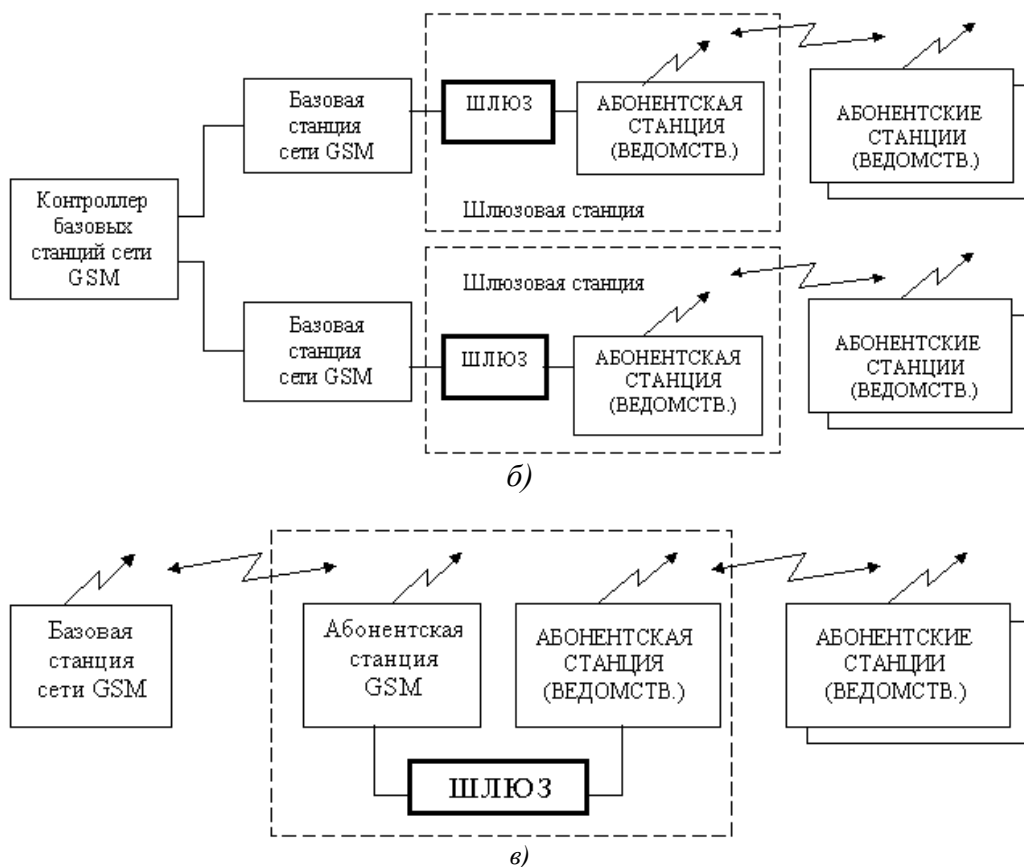 Базовая
станция
сети GSM
ШЛЮЗ
АБОНЕНТСКАЯ
СТАНЦИЯ
(ВЕДОМСТВ.)
АБОНЕНТСКИЕ
СТАНЦИИ
(ВЕДОМСТВ.)
Шлюзовая станция
Контроллер
базовых
станций сети
GSM
Шлюзовая станция
Базовая
станция
сети GSM
ШЛЮЗ
АБОНЕНТСКАЯ
СТАНЦИЯ
(ВЕДОМСТВ.)
АБОНЕНТСКИЕ
СТАНЦИИ
(ВЕДОМСТВ.)
б)
Базовая
станция
сети GSM
Абонентская
станция
GSM
АБОНЕНТСКАЯ
СТАНЦИЯ
(ВЕДОМСТВ.)
АБОНЕНТСКИЕ
СТАНЦИИ
(ВЕДОМСТВ.)
ШЛЮЗ
в)